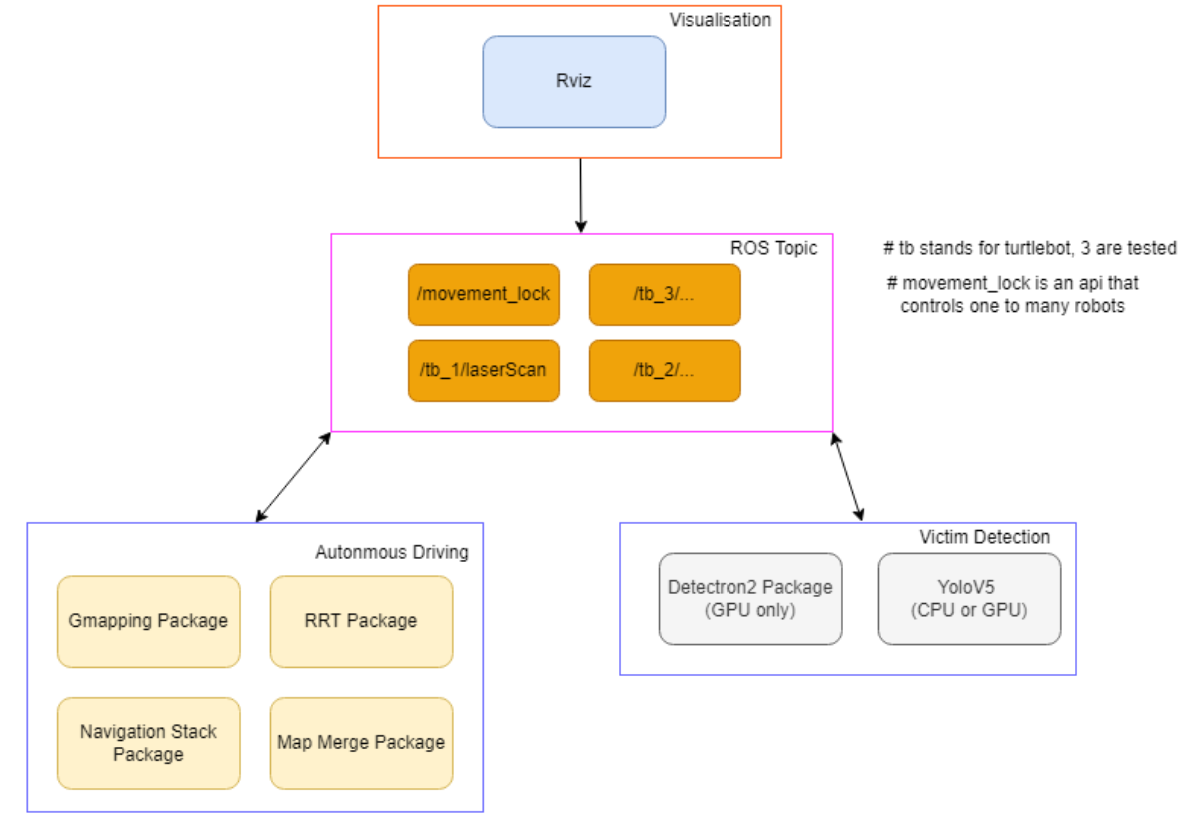 Visualisation
Rviz
ROS Topic
/movement_lock
/tb_3/...
/tb_1/laserScan
/tb_2/...
# tb stands for turtlebot, 3 are tested
# movement_lock is an api that
controls one to many robots
Autonmous Driving
Gmapping Package
RRT Package
Navigation Stack
Package
Map Merge Package
Victim Detection
Detectron2 Package
(GPU only)
YoloV5
(CPU or GPU)